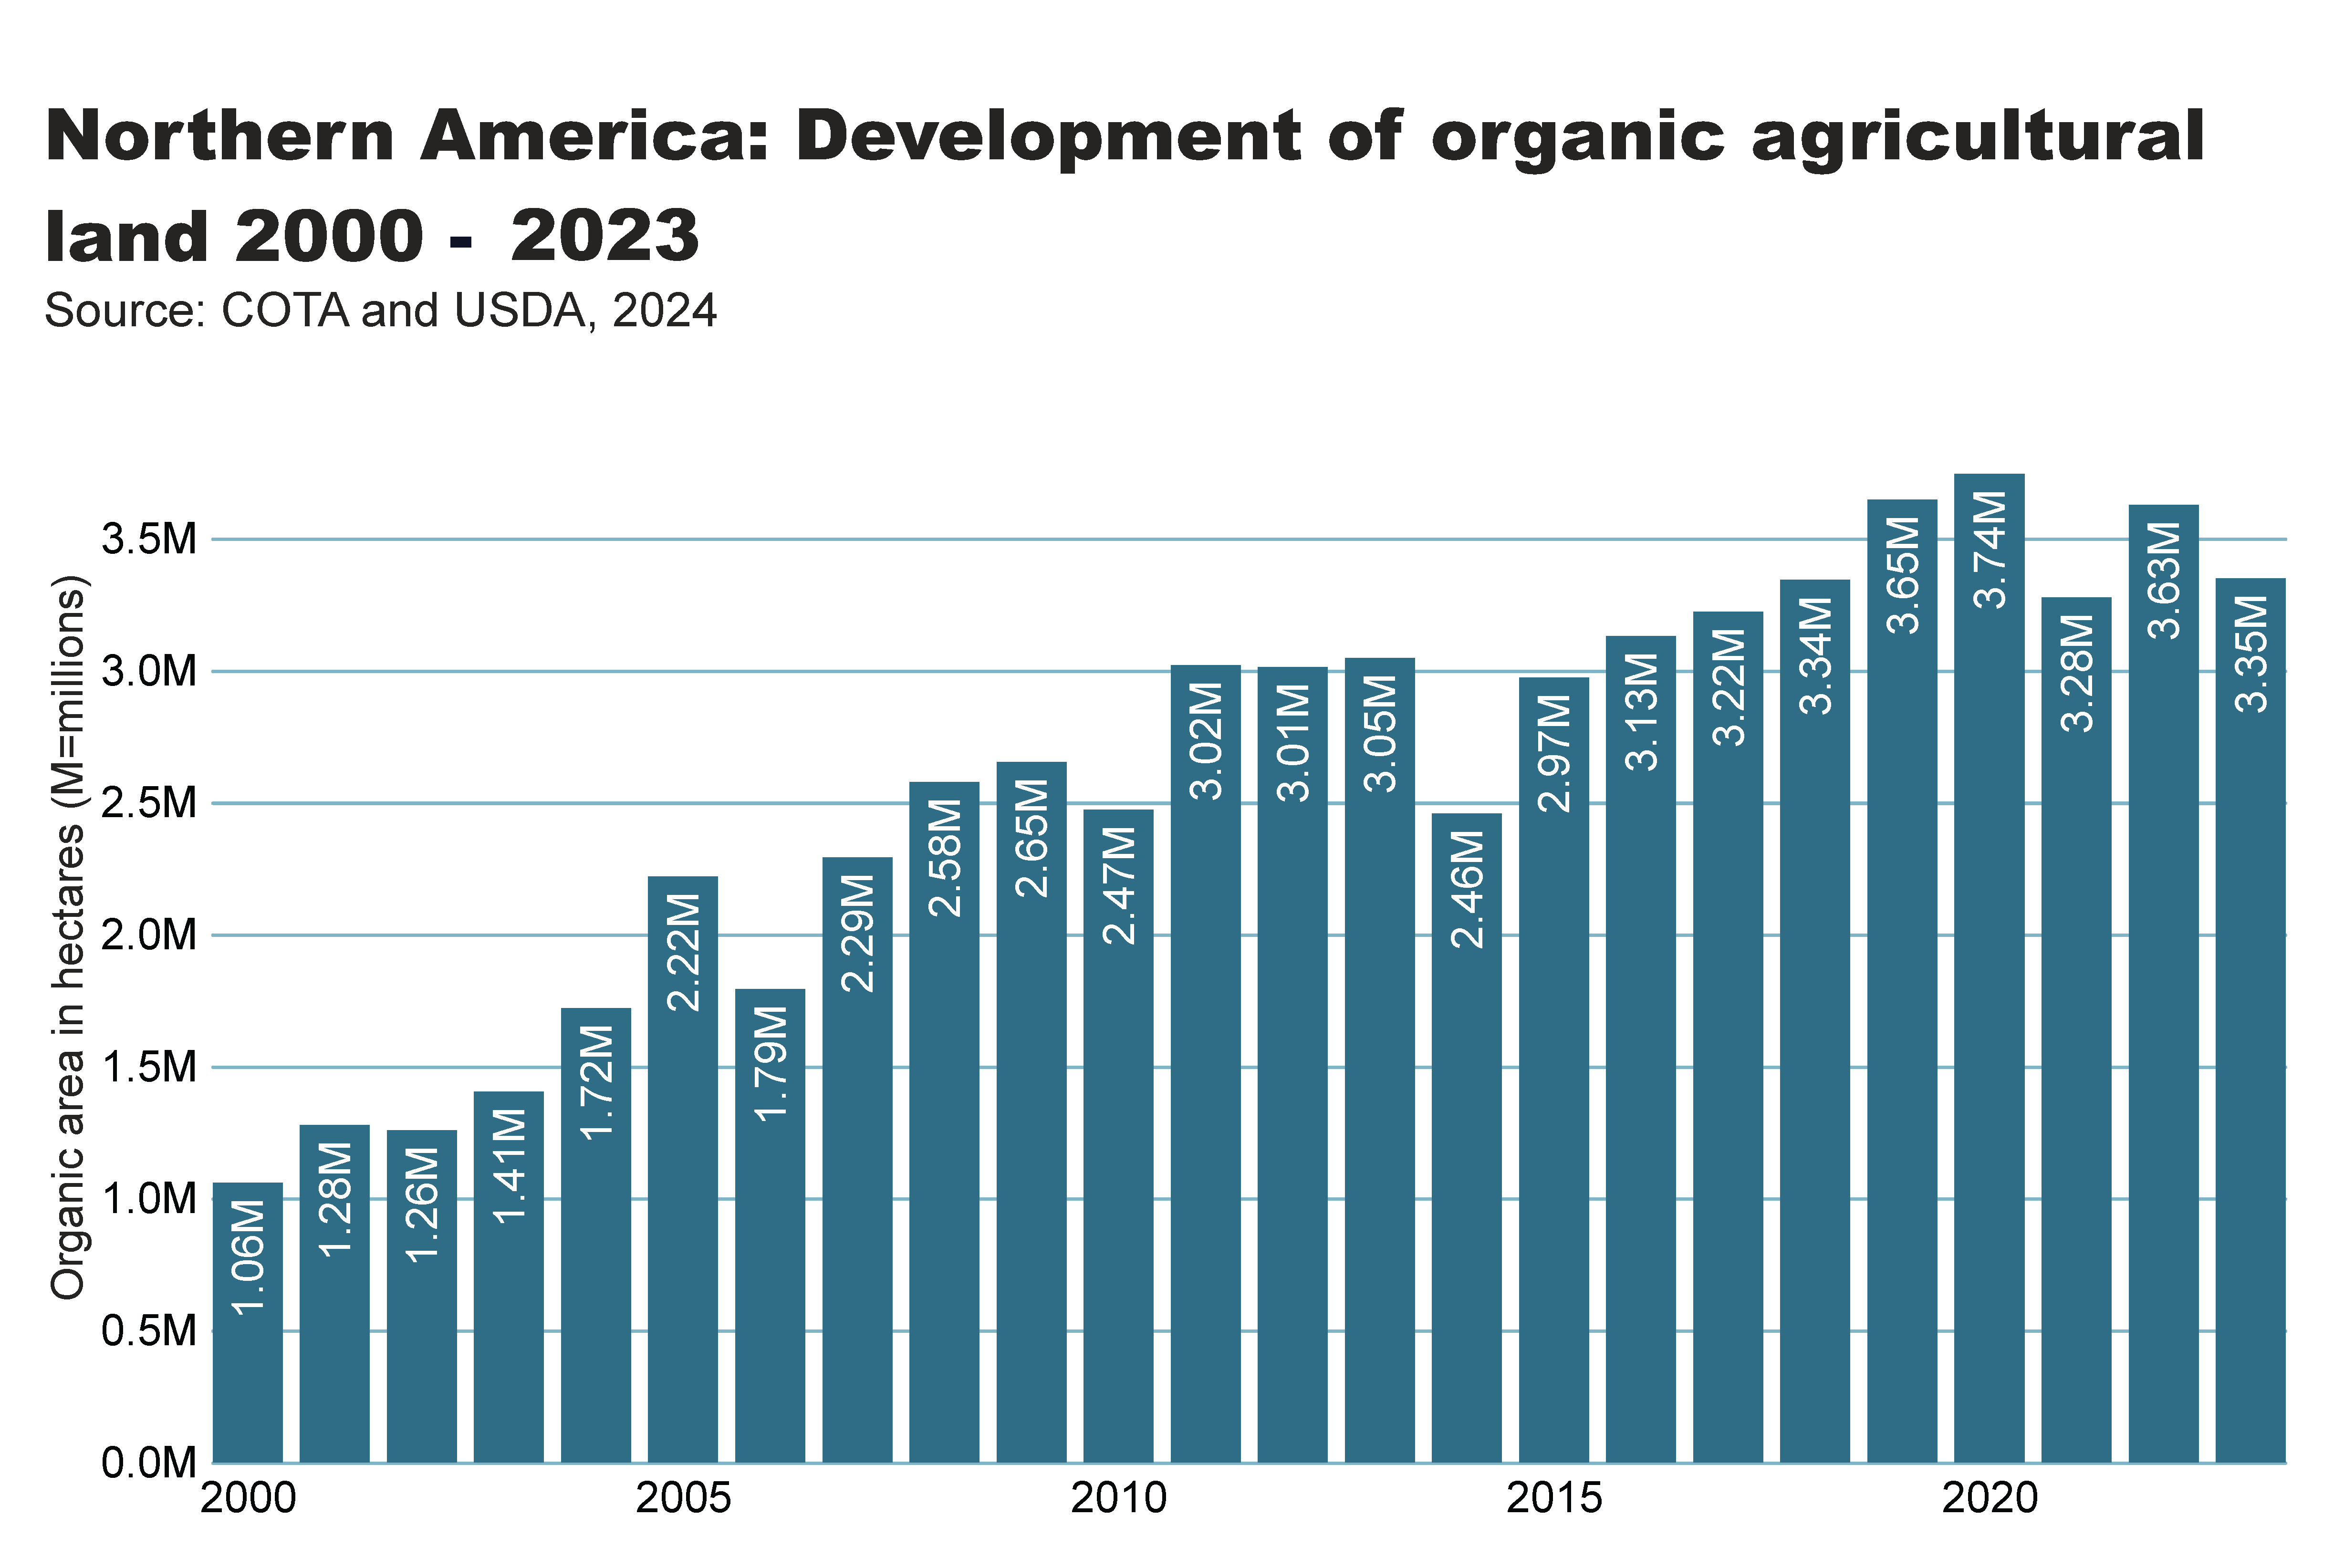 Northern America: Development of organic agricultural
land 2000 - 2023
Source: COTA and USDA, 2024
Organic area in hectares (M=millions)
3.5M
3.0M
2.5M
2.0M
1.5M
1.0M
0.5M
0.0M
1.06M
1.28M
1.26M
1.41M
1.72M
2.22M
1.79M
2.29M
2.58M
2.65M
2.47M
3.02M
3.01M
3.05M
2.46M
2.97M
3.13M
3.22M
3.34M
3.65M
3.74M
3.28M
3.63M
3.35M
2000
2005
2010
2015
2020